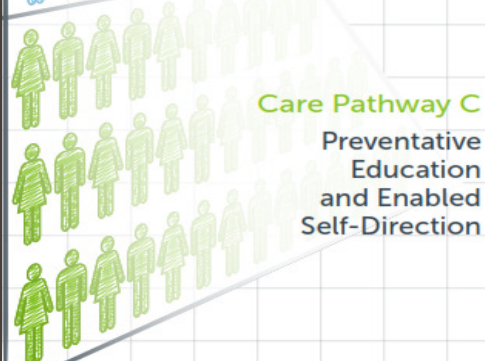 Care Pathway C
Preventative
Education
and Enabled
Self-Direction